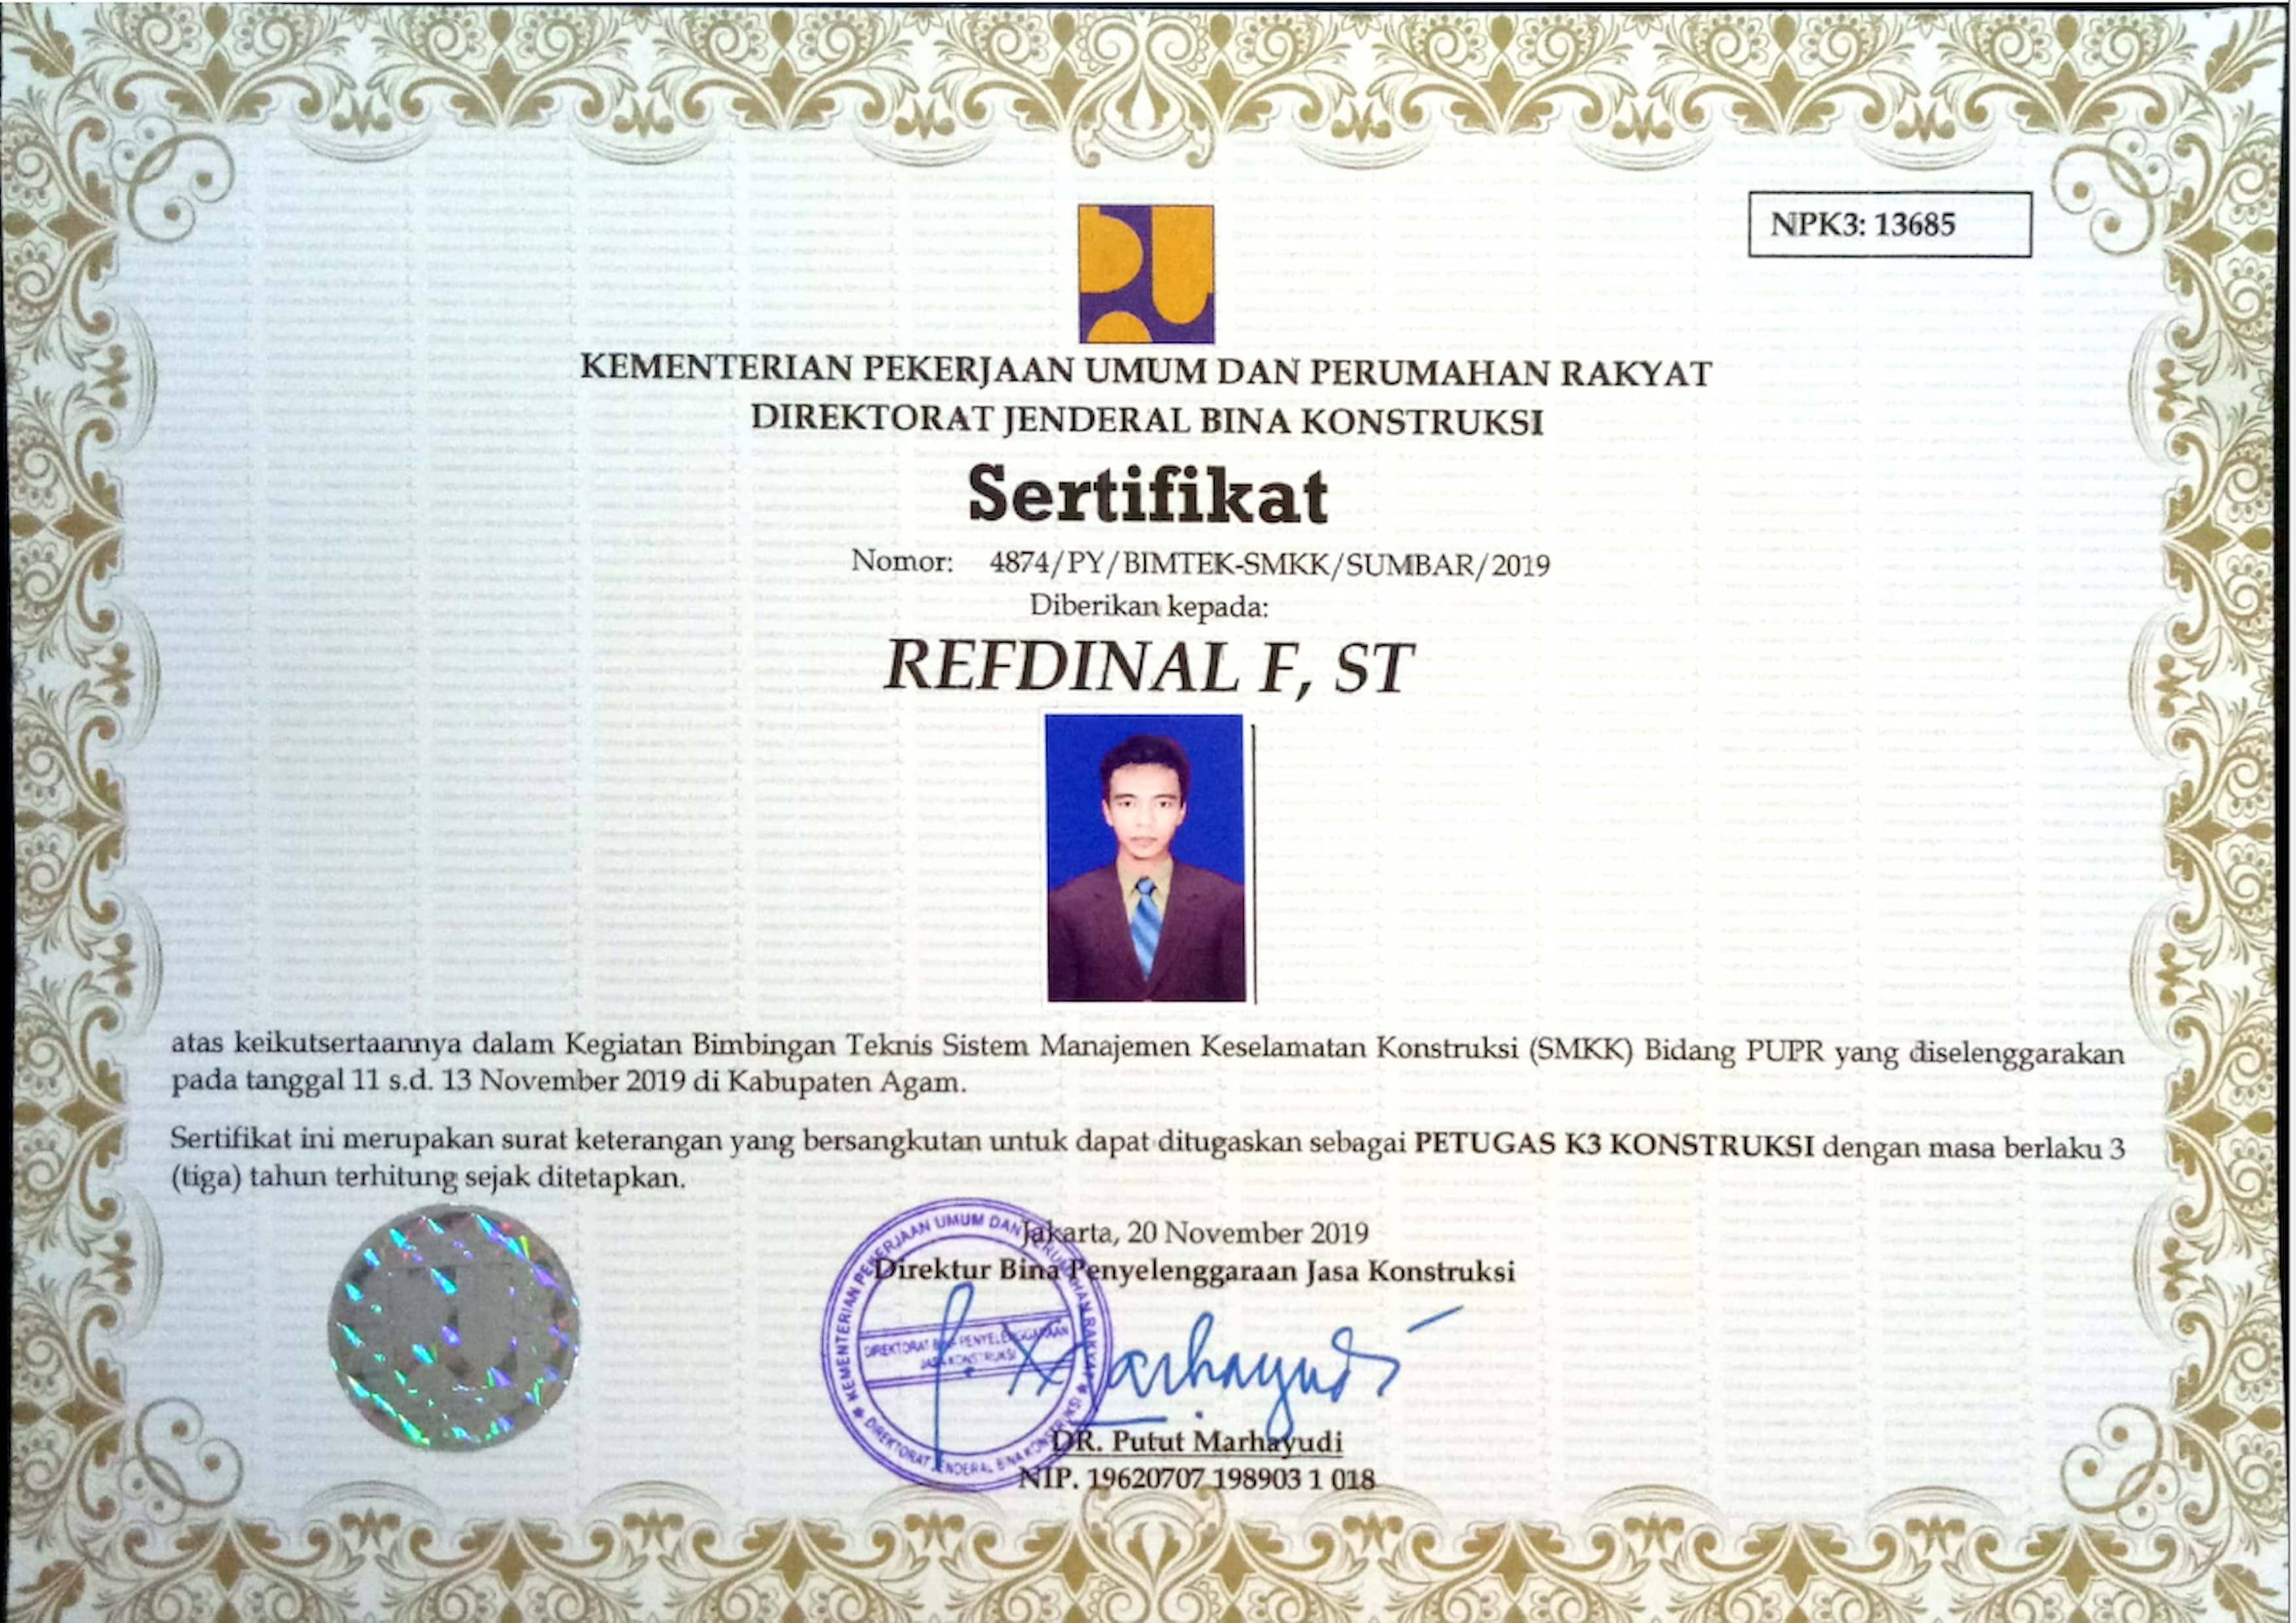 NPK3: 13685
KEMENTERIAN PEKERJAAN UMUM DAN PERUMAHAN RAKYAT
DIREKTORAT JENDERAL BINA KONSTRUKSI
Sertifikat
Nomor: 4874/PY/BIMTEK-SMKK/SUMBAR/2019
Diberikan kepada:
REFDINAL F, ST
atas keikutsertaannya dalam Kegiatan Bimbingan Teknis Sistem Manajemen Keselamatan Konstruksi (SMKK) Bidang PUPR yang diselenggarakan
pada tanggal 11 s.d. 13 November 2019 di Kabupaten Agam.
Sertifikat ini merupakan surat keterangan yang bersangkutan untuk dapat ditugaskan sebagai PETUGAS K3 KONSTRUKSI dengan masa berlaku 3
(tiga) tahun terhitung sejak ditetapkan.
Jakarta, 20 November 2019
Direktur Bina Penyelenggaraan Jasa Konstruksi
KEMENTERIAN PEKERJAAN UMUM DAN PERUMAHAN RAKYAT
DIREKTORAT BINA PENYELENGGARAAN
JASA KONSTRUKSI
DIREKTORAT JENDERAL BINA KONSTRUKSI
DR. Putut Marhayudi
NIP. 19620707 198903 1 018